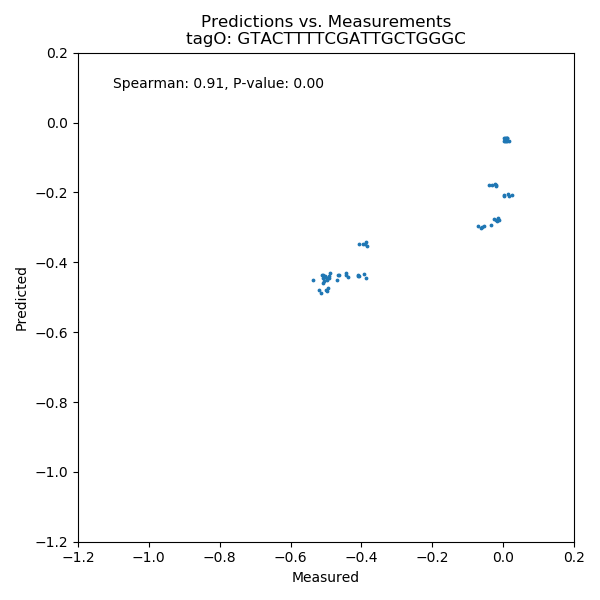 Predictions vs. Measurements
tagO: GTACTTTTCGATTGCTGGGC
Spearman: 0.91, P-value: 0.00
0.2
0.0
−0.2
−0.4
−0.6
−0.8
−1.0
−1.2
Predicted
−1.2 −1.0 −0.8 −0.6 −0.4 −0.2 0.0 0.2
Measured